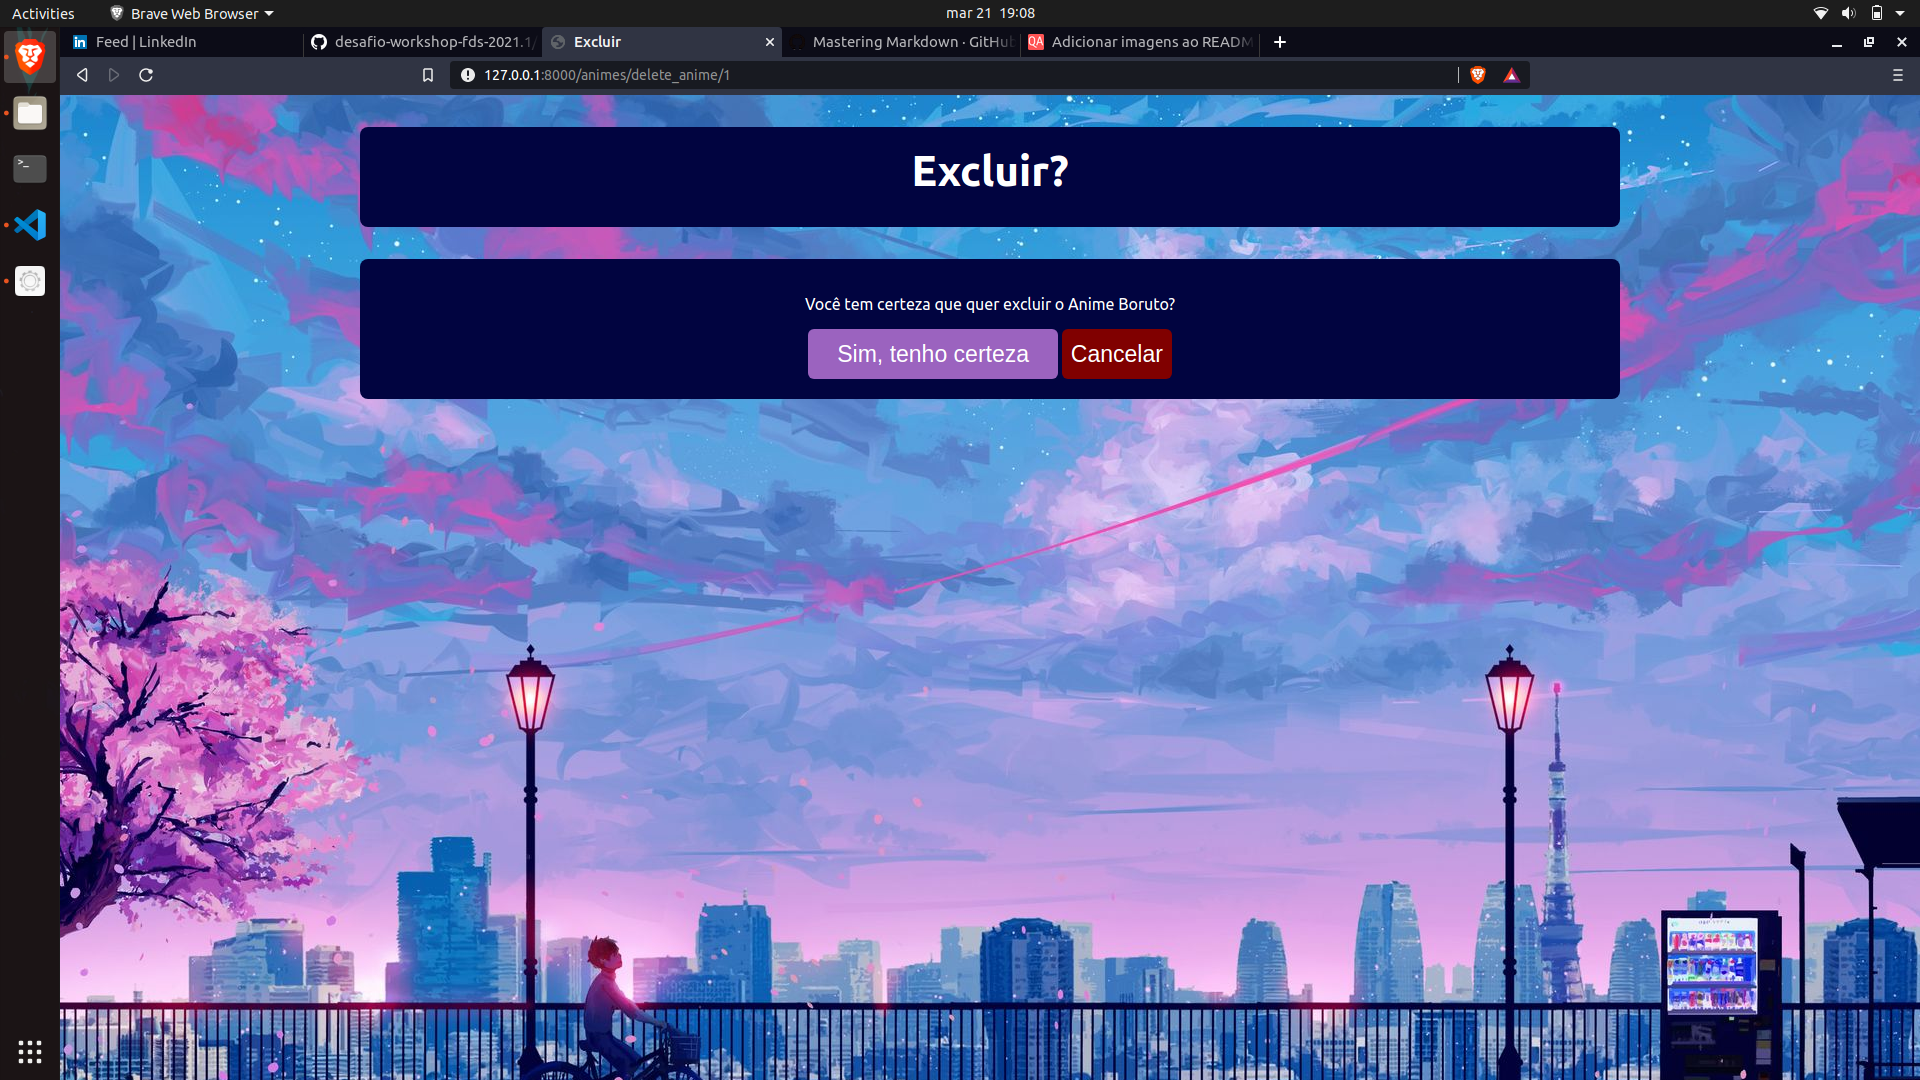 Activities
Brave Web Browser
mar 21 19:08
Feed | LinkedIn
desafio-workshop-fds-2021.1/
Excluir
Mastering Markdown · GitHub
Adicionar imagens ao READM
127.0.0.1:8000/animes/delete_anime/1
Excluir?
Você tem certeza que quer excluir o Anime Boruto?
Sim, tenho certeza
Cancelar